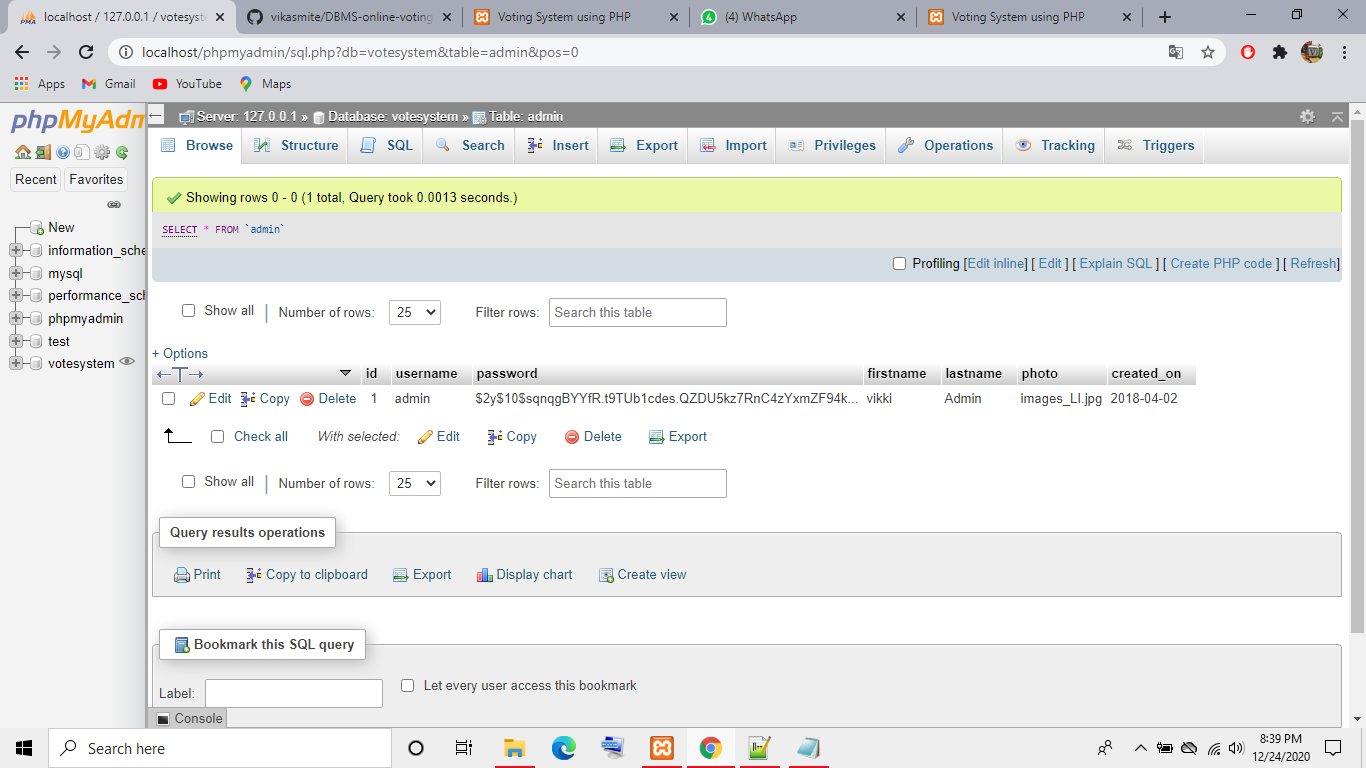 localhost / 127.0.0.1 / votesyst
vikasmite/DBMS-online-voting
Voting System using PHP
(4) WhatsApp
Voting System using PHP
localhost/phpmyadmin/sql.php?db=votesystem&table=admin&pos=0
Apps Gmail YouTube Maps
phpMyAdm
Server: 127.0.0.1 » Database: votesystem » Table: admin
Browse Structure SQL Search Insert Export Import Privileges Operations Tracking Triggers
Recent Favorites
New
information_sche
mysql
performance_sch
phpmyadmin
test
votesystem
Showing rows 0 - 0 (1 total, Query took 0.0013 seconds.)
SELECT * FROM `admin`
Profiling [Edit inline] [ Edit ] [ Explain SQL ] [ Create PHP code ] [ Refresh]
Show all | Number of rows: 25 Filter rows: Search this table
+ Options
←T→ id username password firstname lastname photo created_on
Edit Copy Delete 1 admin $2y$10$sqnqgBYYfR.t9TUb1cdes.QZDU5kz7RnC4zYxmZF94k... vikki Admin images_LI.jpg 2018-04-02
Check all With selected: Edit Copy Delete Export
Show all | Number of rows: 25 Filter rows: Search this table
Query results operations
Print Copy to clipboard Export Display chart Create view
Bookmark this SQL query
Label: Let every user access this bookmark
Console
Search here
8:39 PM
12/24/2020